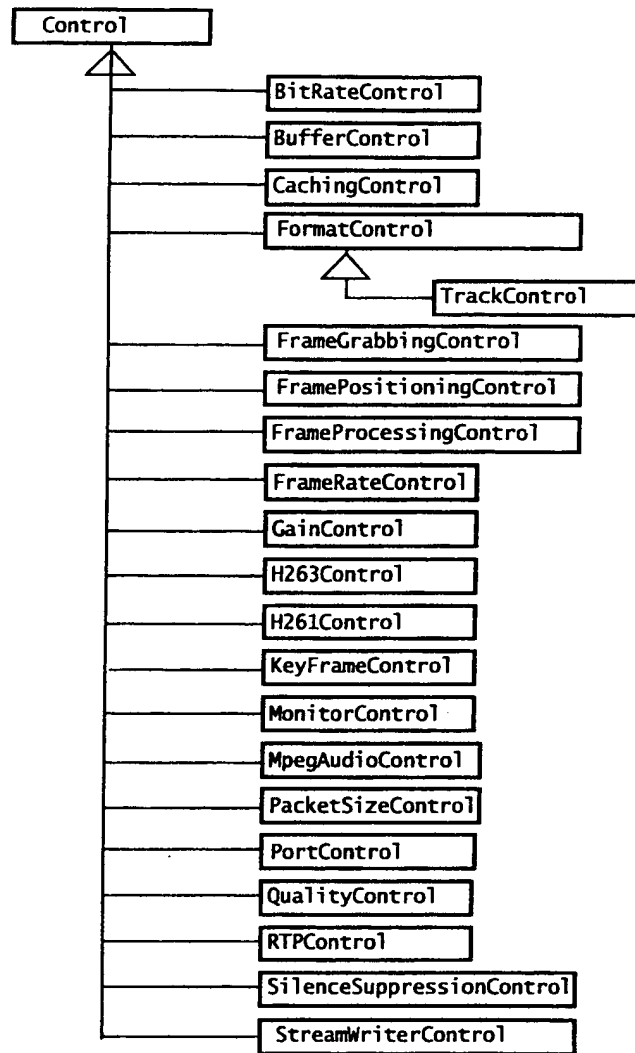 Control
BitRateControl
BufferControl
CachingControl
FormatControl
TrackControl
FrameGrabbingControl
FramePositioningControl
FrameProcessingControl
FrameRateControl
GainControl
H263Control
H261Control
KeyFrameControl
MonitorControl
MpegAudioControl
PacketSizeControl
PortControl
QualityControl
RTPControl
SilenceSuppressionControl
StreamWriterControl